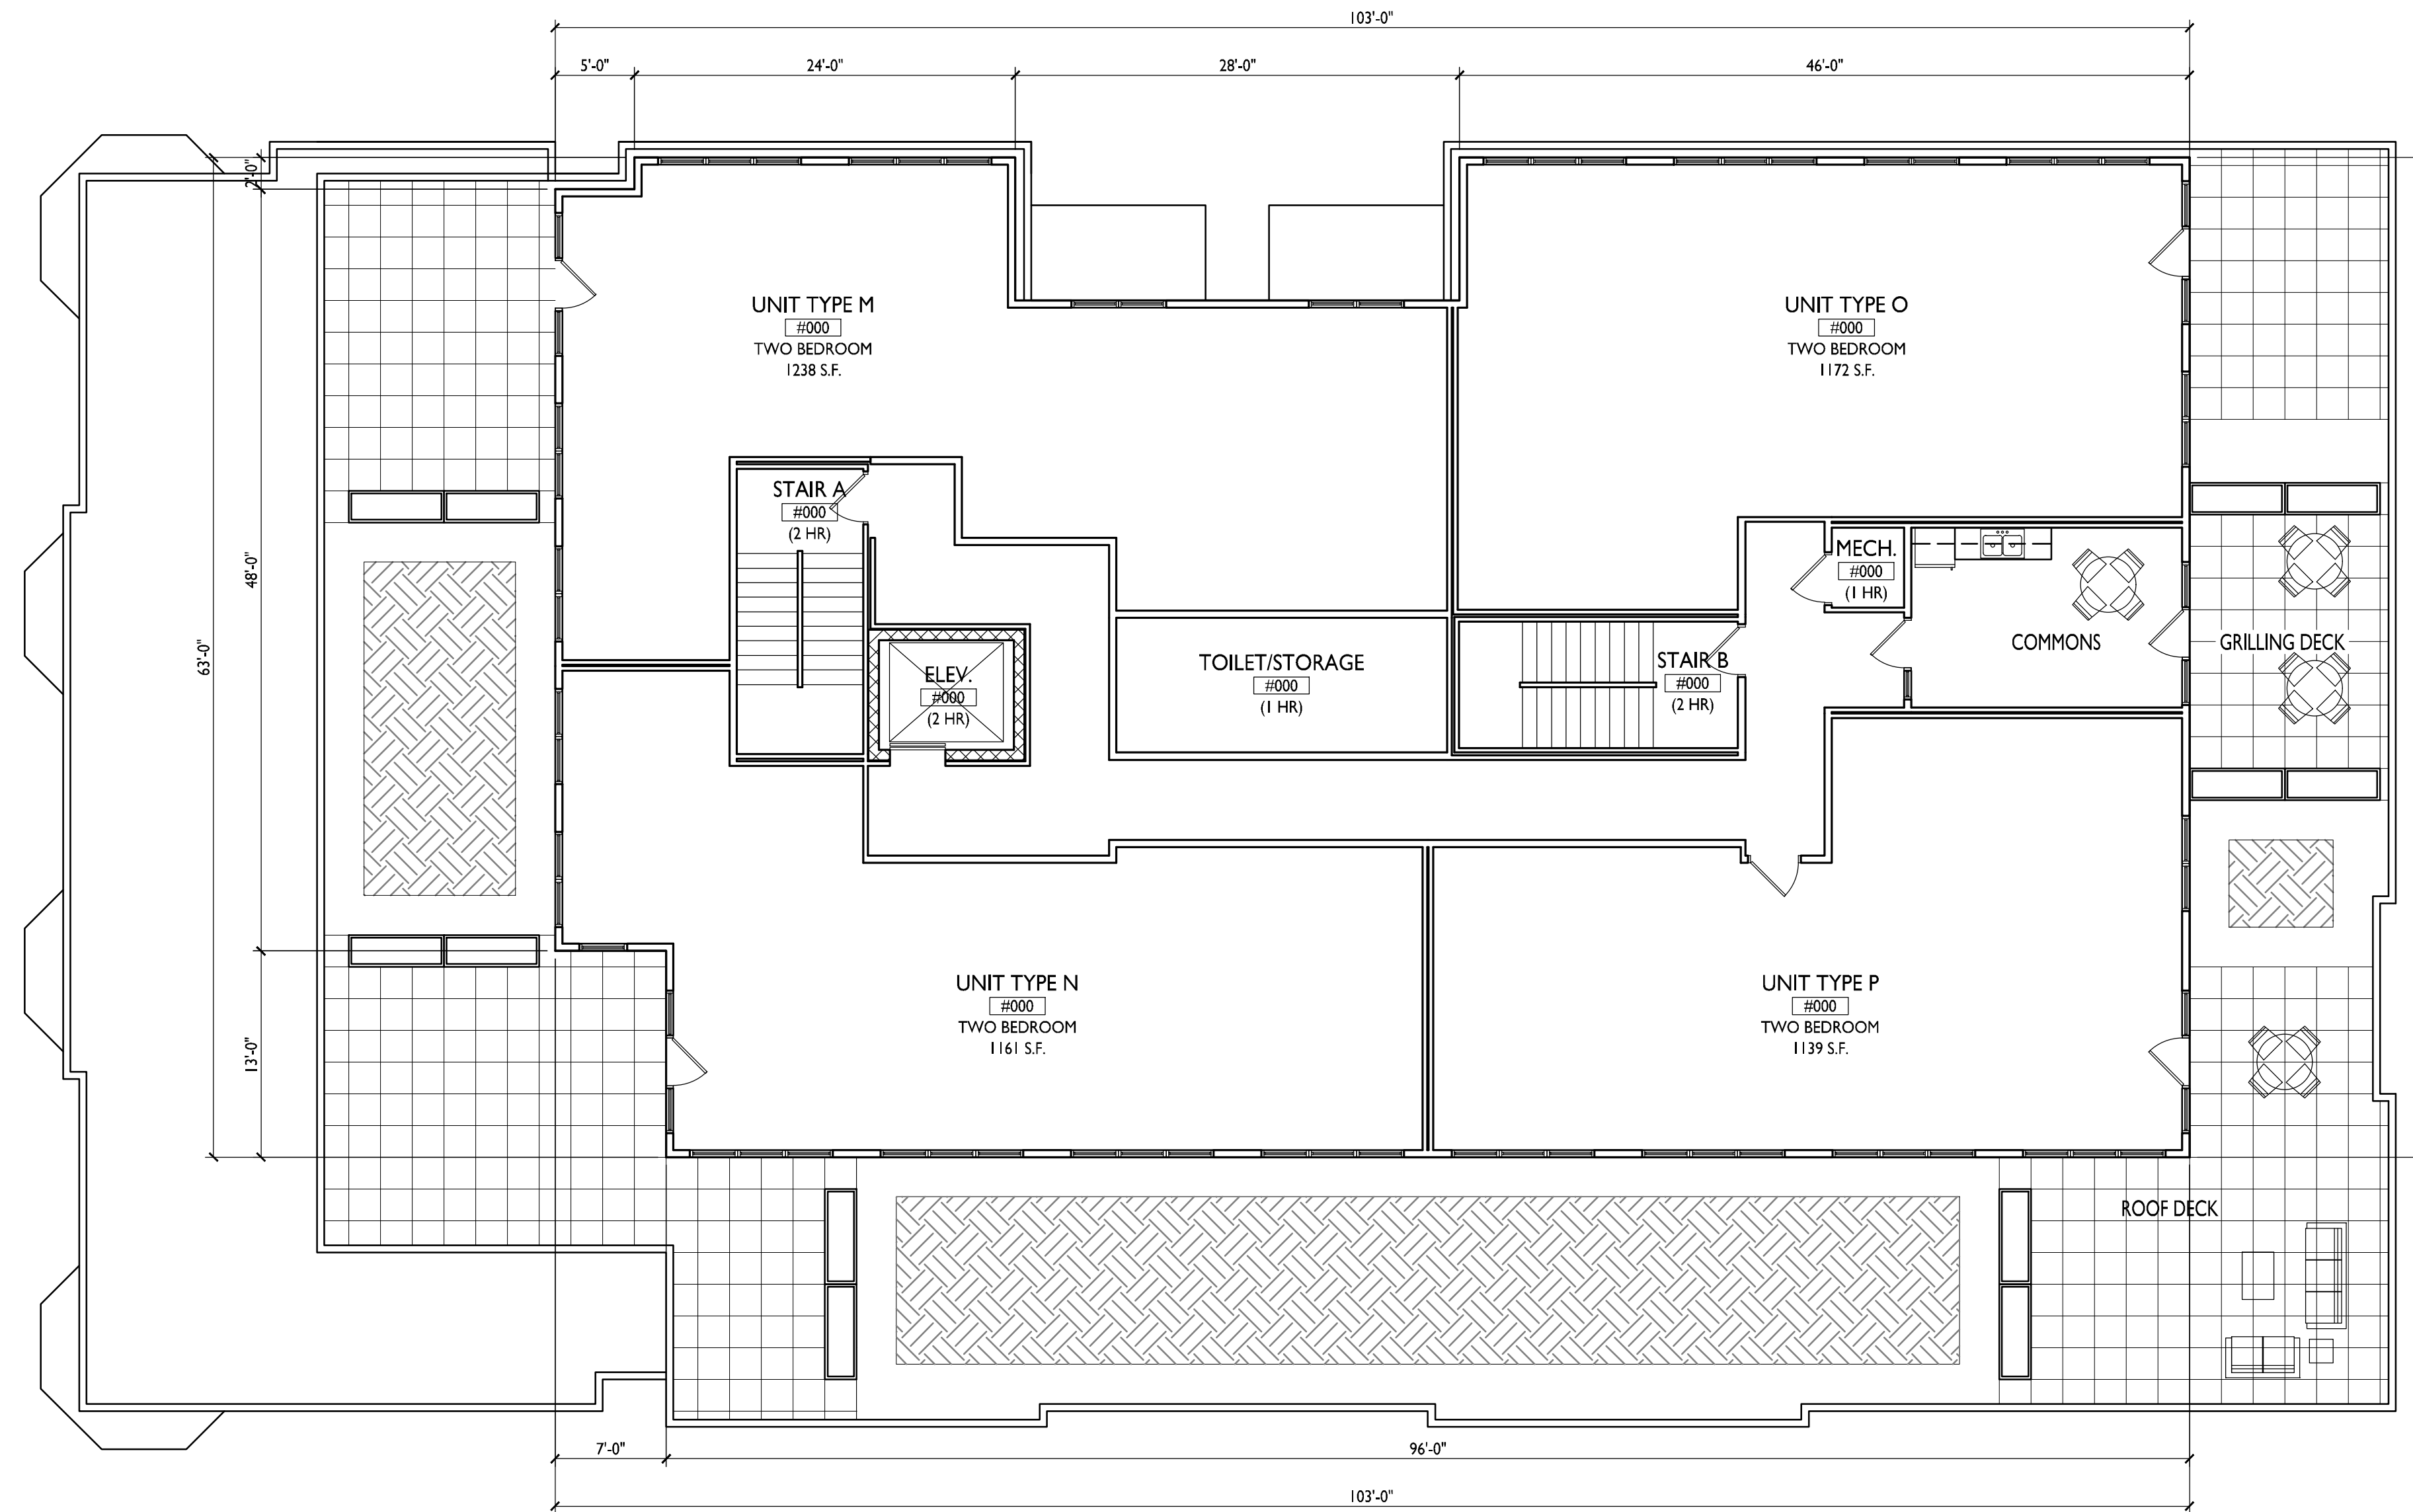 103'-0"
5'-0"
24'-0"
28'-0"
46'-0"
2'-0"
48'-0"
63'-0"
13'-0"
UNIT TYPE M
#000
TWO BEDROOM
1238 S.F.
UNIT TYPE O
#000
TWO BEDROOM
1172 S.F.
STAIR A
#000
(2 HR)
MECH.
#000
(1 HR)
COMMONS
GRILLING DECK
ELEV.
#000
(2 HR)
TOILET/STORAGE
#000
(1 HR)
STAIR B
#000
(2 HR)
UNIT TYPE N
#000
TWO BEDROOM
1161 S.F.
UNIT TYPE P
#000
TWO BEDROOM
1139 S.F.
ROOF DECK
7'-0"
96'-0"
103'-0"